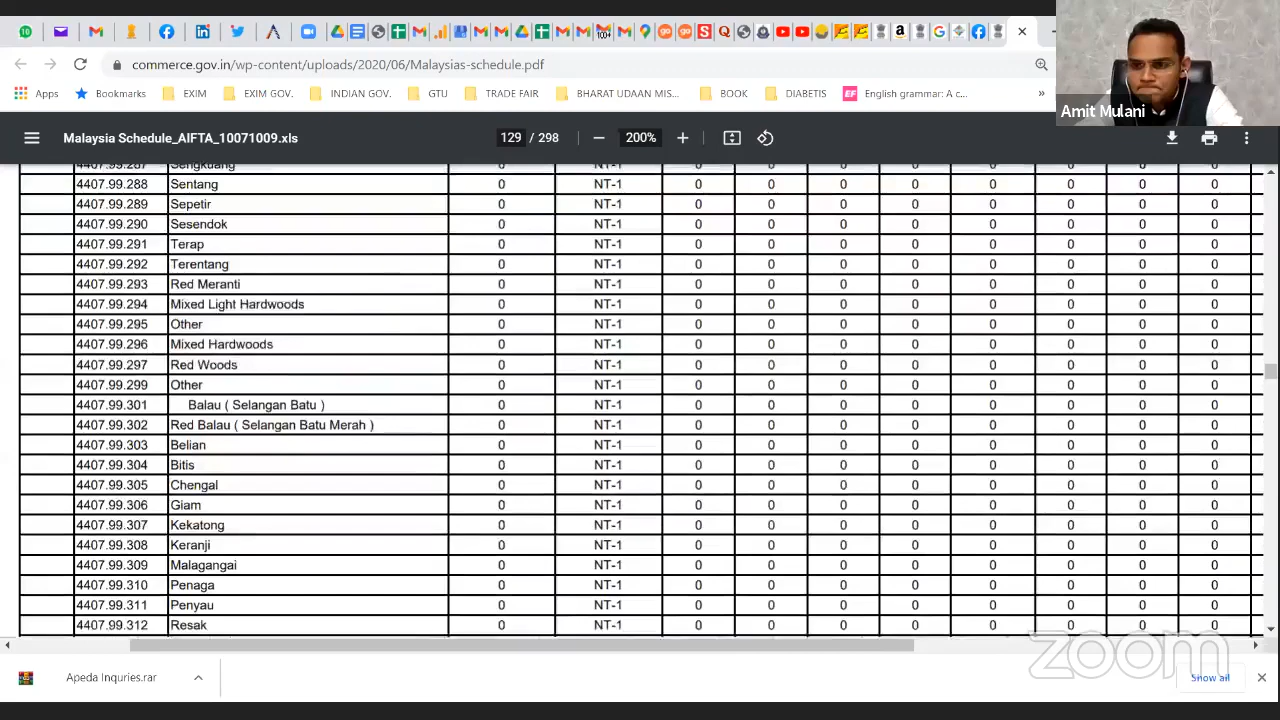 100+
commerce.gov.in/wp-content/uploads/2020/06/Malaysias-schedule.pdf
Apps Bookmarks EXIM EXIM GOV. INDIAN GOV. GTD TRADE FAIR BHARAT UDAAN MIS... BOOK DIABETIS EF English grammar: A c... »
Amit Mulani
Malaysia Schedule_AIFTA_10071009.xls 129 / 298 200%
4407.99.287 Sengkuang 0 NT-1 0 0 0 0 0 0 0 0
4407.99.288 Sentang 0 NT-1 0 0 0 0 0 0 0 0
4407.99.289 Sepetir 0 NT-1 0 0 0 0 0 0 0 0
4407.99.290 Sesendok 0 NT-1 0 0 0 0 0 0 0 0
4407.99.291 Terap 0 NT-1 0 0 0 0 0 0 0 0
4407.99.292 Terentang 0 NT-1 0 0 0 0 0 0 0 0
4407.99.293 Red Meranti 0 NT-1 0 0 0 0 0 0 0 0
4407.99.294 Mixed Light Hardwoods 0 NT-1 0 0 0 0 0 0 0 0
4407.99.295 Other 0 NT-1 0 0 0 0 0 0 0 0
4407.99.296 Mixed Hardwoods 0 NT-1 0 0 0 0 0 0 0 0
4407.99.297 Red Woods 0 NT-1 0 0 0 0 0 0 0 0
4407.99.299 Other 0 NT-1 0 0 0 0 0 0 0 0
4407.99.301 Balau ( Selangan Batu ) 0 NT-1 0 0 0 0 0 0 0 0
4407.99.302 Red Balau ( Selangan Batu Merah ) 0 NT-1 0 0 0 0 0 0 0 0
4407.99.303 Belian 0 NT-1 0 0 0 0 0 0 0 0
4407.99.304 Bitis 0 NT-1 0 0 0 0 0 0 0 0
4407.99.305 Chengal 0 NT-1 0 0 0 0 0 0 0 0
4407.99.306 Giam 0 NT-1 0 0 0 0 0 0 0 0
4407.99.307 Kekatong 0 NT-1 0 0 0 0 0 0 0 0
4407.99.308 Keranji 0 NT-1 0 0 0 0 0 0 0 0
4407.99.309 Malagangai 0 NT-1 0 0 0 0 0 0 0 0
4407.99.310 Penaga 0 NT-1 0 0 0 0 0 0 0 0
4407.99.311 Penyau 0 NT-1 0 0 0 0 0 0 0 0
4407.99.312 Resak 0 NT-1 0 0 0 0 0 0 0 0
zoom
Apeda Inquries.rar
Show all